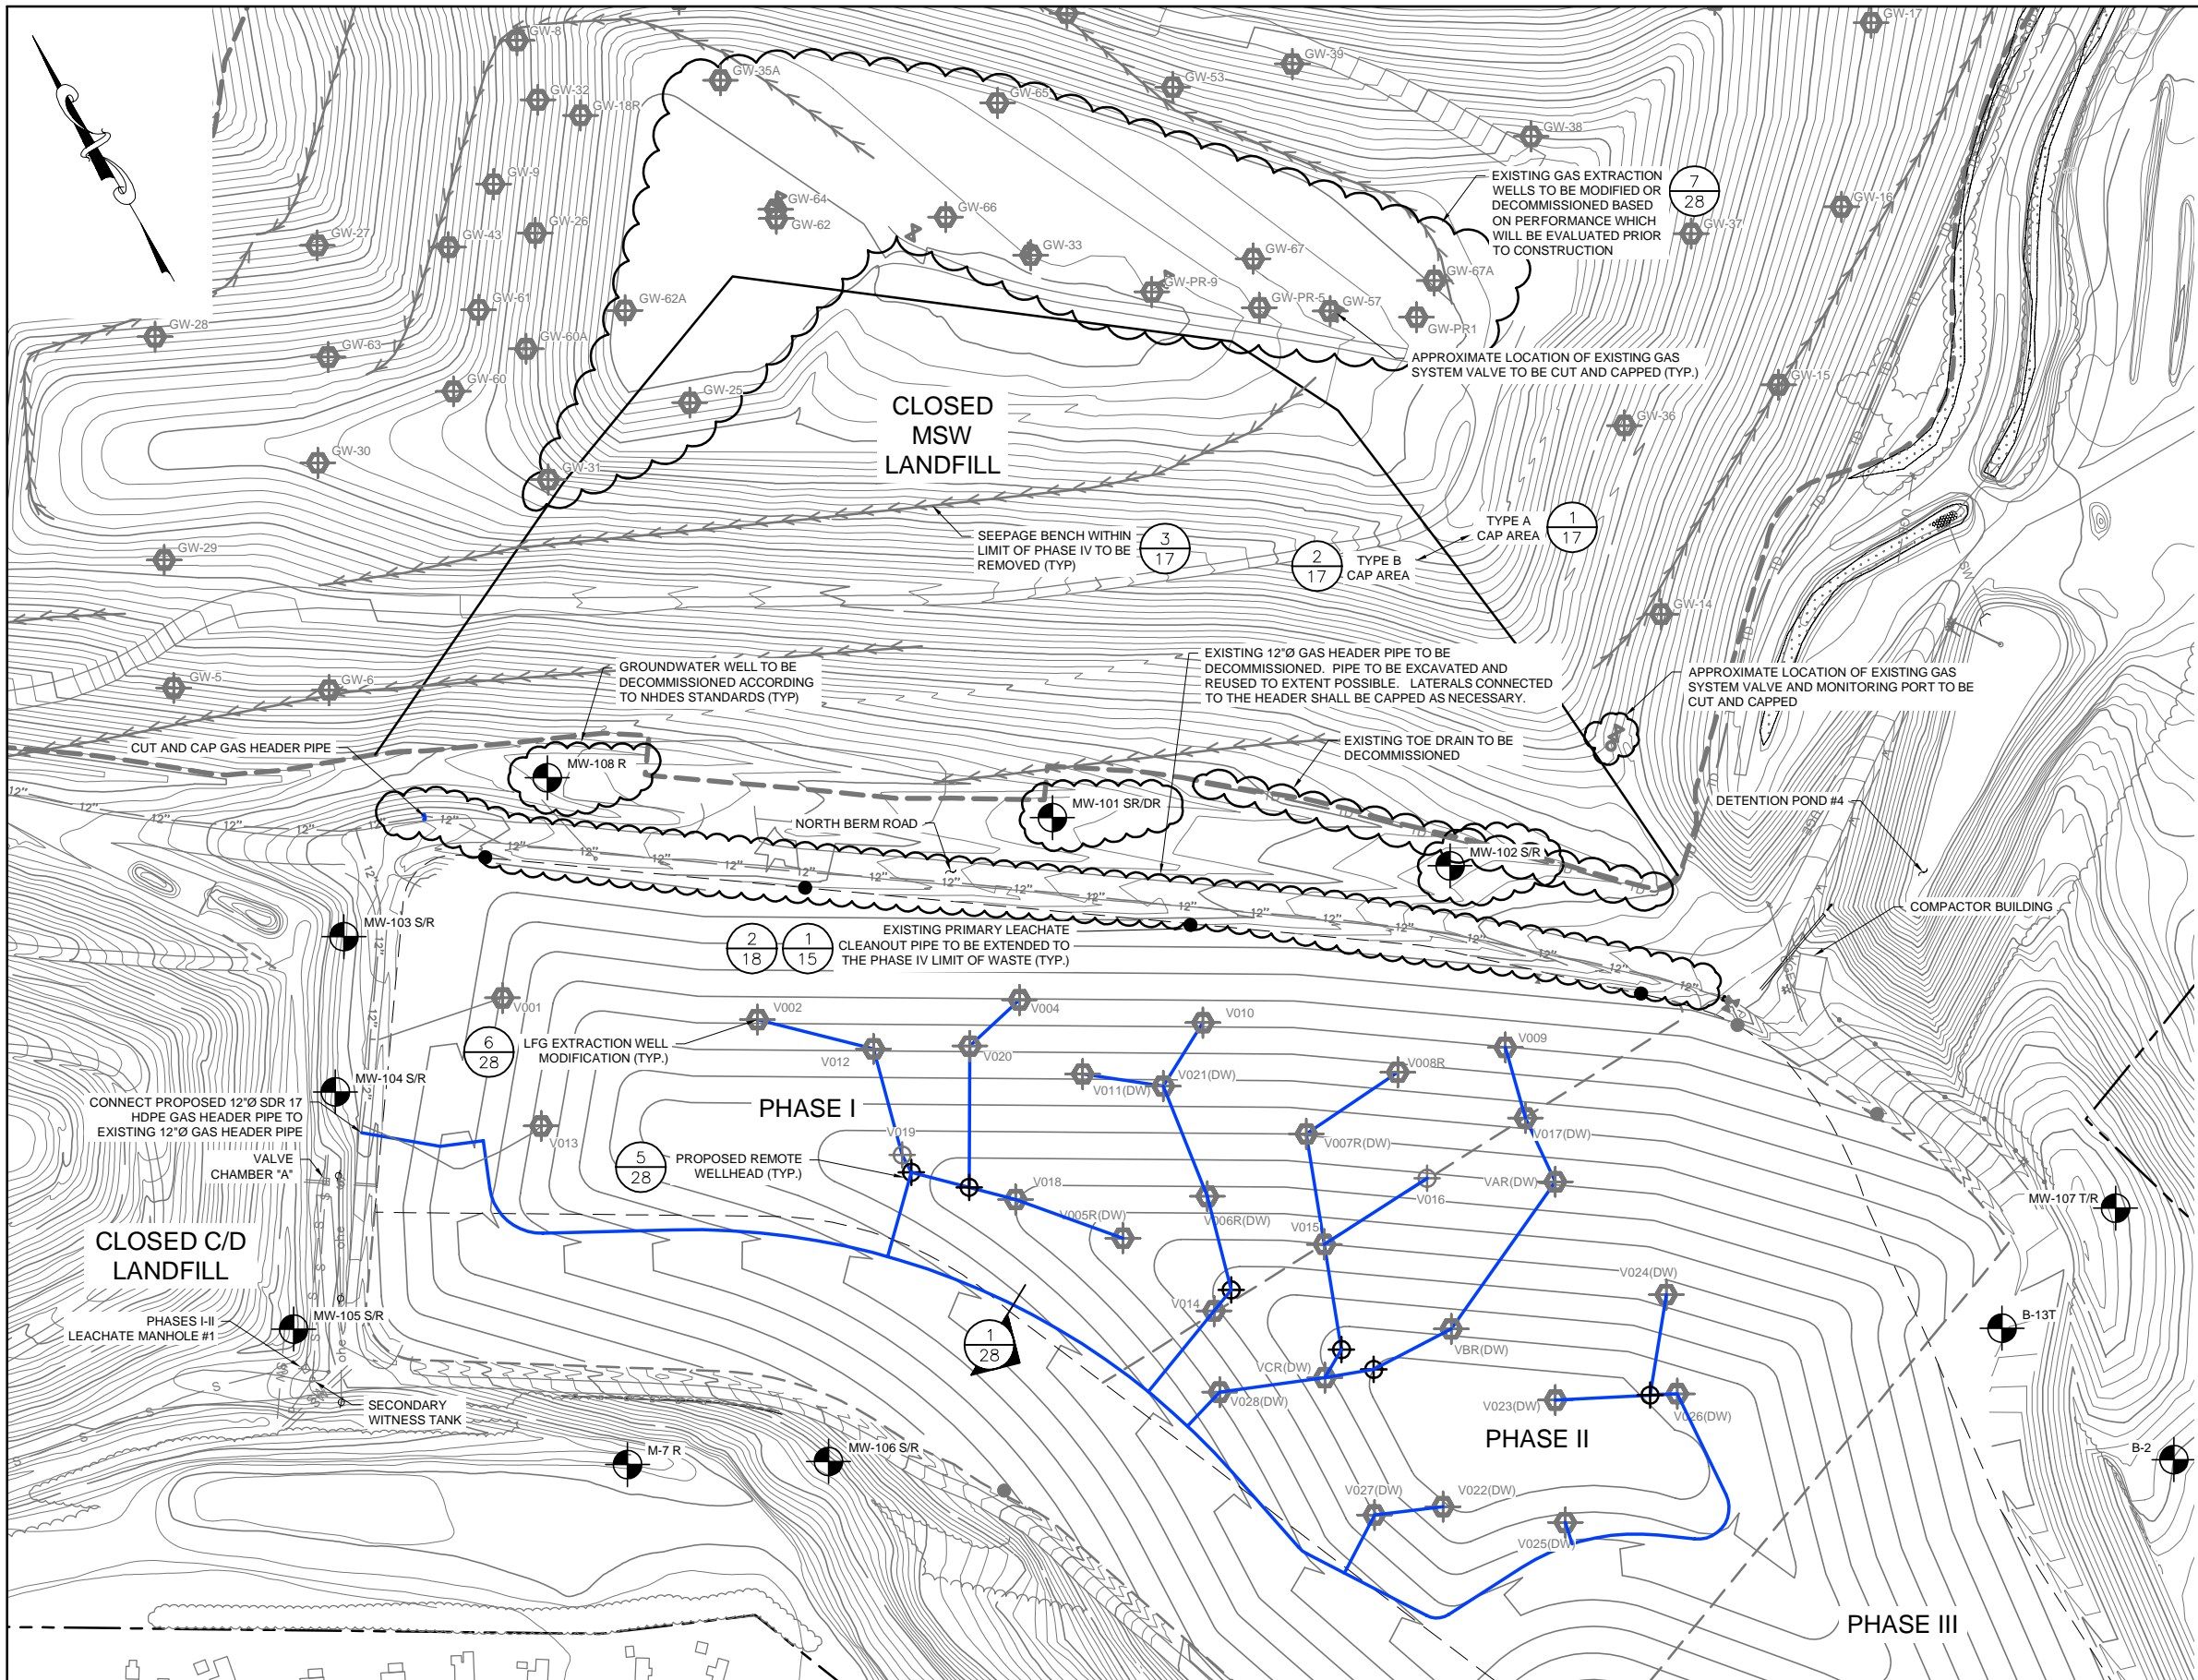 GW-8
GW-17
GW-39
GW-35A
GW-53
GW-32
GW-65
GW-18R
GW-38
GW-9
EXISTING GAS EXTRACTION
WELLS TO BE MODIFIED OR
DECOMMISSIONED BASED
ON PERFORMANCE WHICH
WILL BE EVALUATED PRIOR
TO CONSTRUCTION
7
28
GW-64
GW-62
GW-66
GW-16
GW-26
GW-37
GW-27
GW-43
GW-33
GW-67
GW-67A
GW-PR-9
GW-61
GW-62A
GW-PR-5
GW-57
GW-PR1
GW-28
GW-63
GW-60A
APPROXIMATE LOCATION OF EXISTING GAS
SYSTEM VALVE TO BE CUT AND CAPPED (TYP.)
GW-60
GW-25
GW-15
CLOSED
MSW
LANDFILL
GW-36
GW-30
GW-31
TYPE A
CAP AREA
1
17
SEEPAGE BENCH WITHIN
LIMIT OF PHASE IV TO BE
REMOVED (TYP)
3
17
2
17
TYPE B
CAP AREA
GW-29
GW-14
GW-5
GW-6
GROUNDWATER WELL TO BE
DECOMMISSIONED ACCORDING
TO NHDES STANDARDS (TYP)
EXISTING 12"Ø GAS HEADER PIPE TO BE
DECOMMISSIONED. PIPE TO BE EXCAVATED AND
REUSED TO EXTENT POSSIBLE. LATERALS CONNECTED
TO THE HEADER SHALL BE CAPPED AS NECESSARY.
APPROXIMATE LOCATION OF EXISTING GAS
SYSTEM VALVE AND MONITORING PORT TO BE
CUT AND CAPPED
CUT AND CAP GAS HEADER PIPE
EXISTING TOE DRAIN TO BE
DECOMMISSIONED
MW-108 R
MW-101 SR/DR
DETENTION POND #4
NORTH BERM ROAD
MW-102 S/R
COMPACTOR BUILDING
MW-103 S/R
2
18
1
15
EXISTING PRIMARY LEACHATE
CLEANOUT PIPE TO BE EXTENDED TO
THE PHASE IV LIMIT OF WASTE (TYP.)
V001
V002
V004
V010
V009
6
28
LFG EXTRACTION WELL
MODIFICATION (TYP.)
V012
V020
V008R
V011(DW)
V021(DW)
MW-104 S/R
CONNECT PROPOSED 12"Ø SDR 17
HDPE GAS HEADER PIPE TO
EXISTING 12"Ø GAS HEADER PIPE
PHASE I
V013
V019
V007R(DW)
V017(DW)
VALVE
CHAMBER "A"
5
28
PROPOSED REMOTE
WELLHEAD (TYP.)
V018
V005R(DW)
V006R(DW)
V016
VAR(DW)
V015
MW-107 T/R
CLOSED C/D
LANDFILL
V024(DW)
V014
MW-105 S/R
PHASES I-II
LEACHATE MANHOLE #1
1
28
B-13T
VBR(DW)
VCR(DW)
V028(DW)
V023(DW)
V026(DW)
SECONDARY
WITNESS TANK
PHASE II
M-7 R
MW-106 S/R
B-2
V027(DW)
V022(DW)
V025(DW)
PHASE III